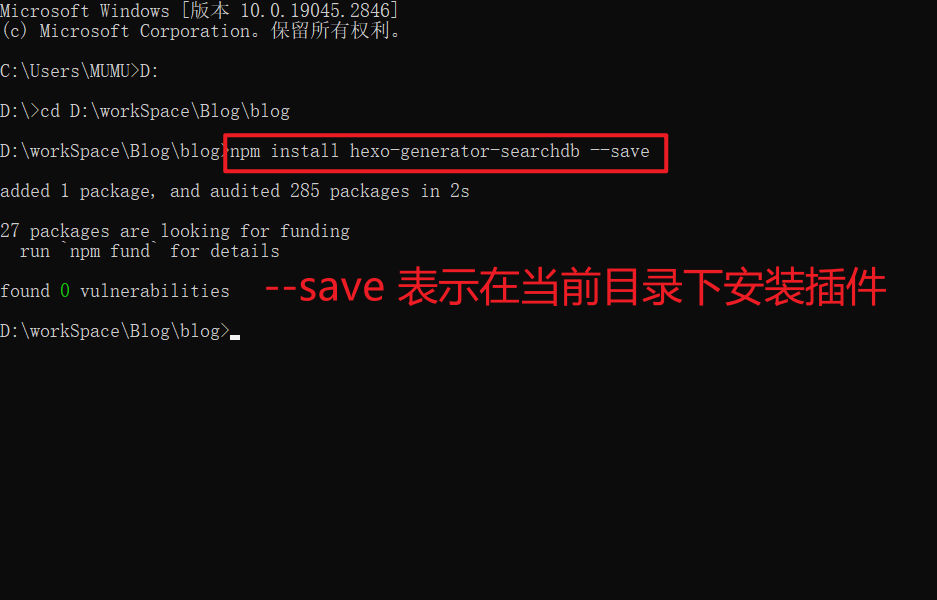 Microsoft Windows [版本 10.0.19045.2846]
(c) Microsoft Corporation。保留所有权利。
C:\Users\MUMU>D:
D:\>cd D:\workSpace\Blog\blog
D:\workSpace\Blog\blog>npm install hexo-generator-searchdb --save
added 1 package, and audited 285 packages in 2s
27 packages are looking for funding
  run `npm fund` for details
found 0 vulnerabilities
--save 表示在当前目录下安装插件
D:\workSpace\Blog\blog>